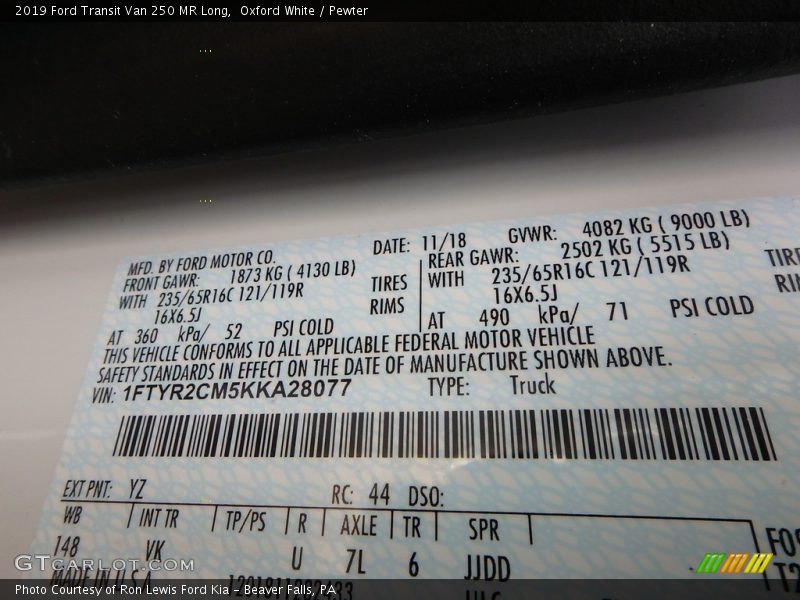 2019 Ford Transit Van 250 MR Long,  Oxford White / Pewter
MFD. BY FORD MOTOR CO. DATE: 11/18 GVWR: 4082 KG ( 9000 LB)
FRONT GAWR: 1873 KG ( 4130 LB) REAR GAWR: 2502 KG ( 5515 LB)
WITH 235/65R16C 121/119R TIRES WITH 235/65R16C 121/119R
16X6.5J RIMS 16X6.5J
AT 360 kPa/ 52 PSI COLD AT 490 kPa/ 71 PSI COLD
THIS VEHICLE CONFORMS TO ALL APPLICABLE FEDERAL MOTOR VEHICLE
SAFETY STANDARDS IN EFFECT ON THE DATE OF MANUFACTURE SHOWN ABOVE.
VIN: 1FTYR2CM5KKA28077 TYPE: Truck
EXT PNT: YZ RC: 44 DSO:
WB INT TR TP/PS R AXLE TR SPR
148 VK U 7L 6 JJDD
GTCarLot.com
MADE IN U.S.A.
Photo Courtesy of Ron Lewis Ford Kia - Beaver Falls, PA